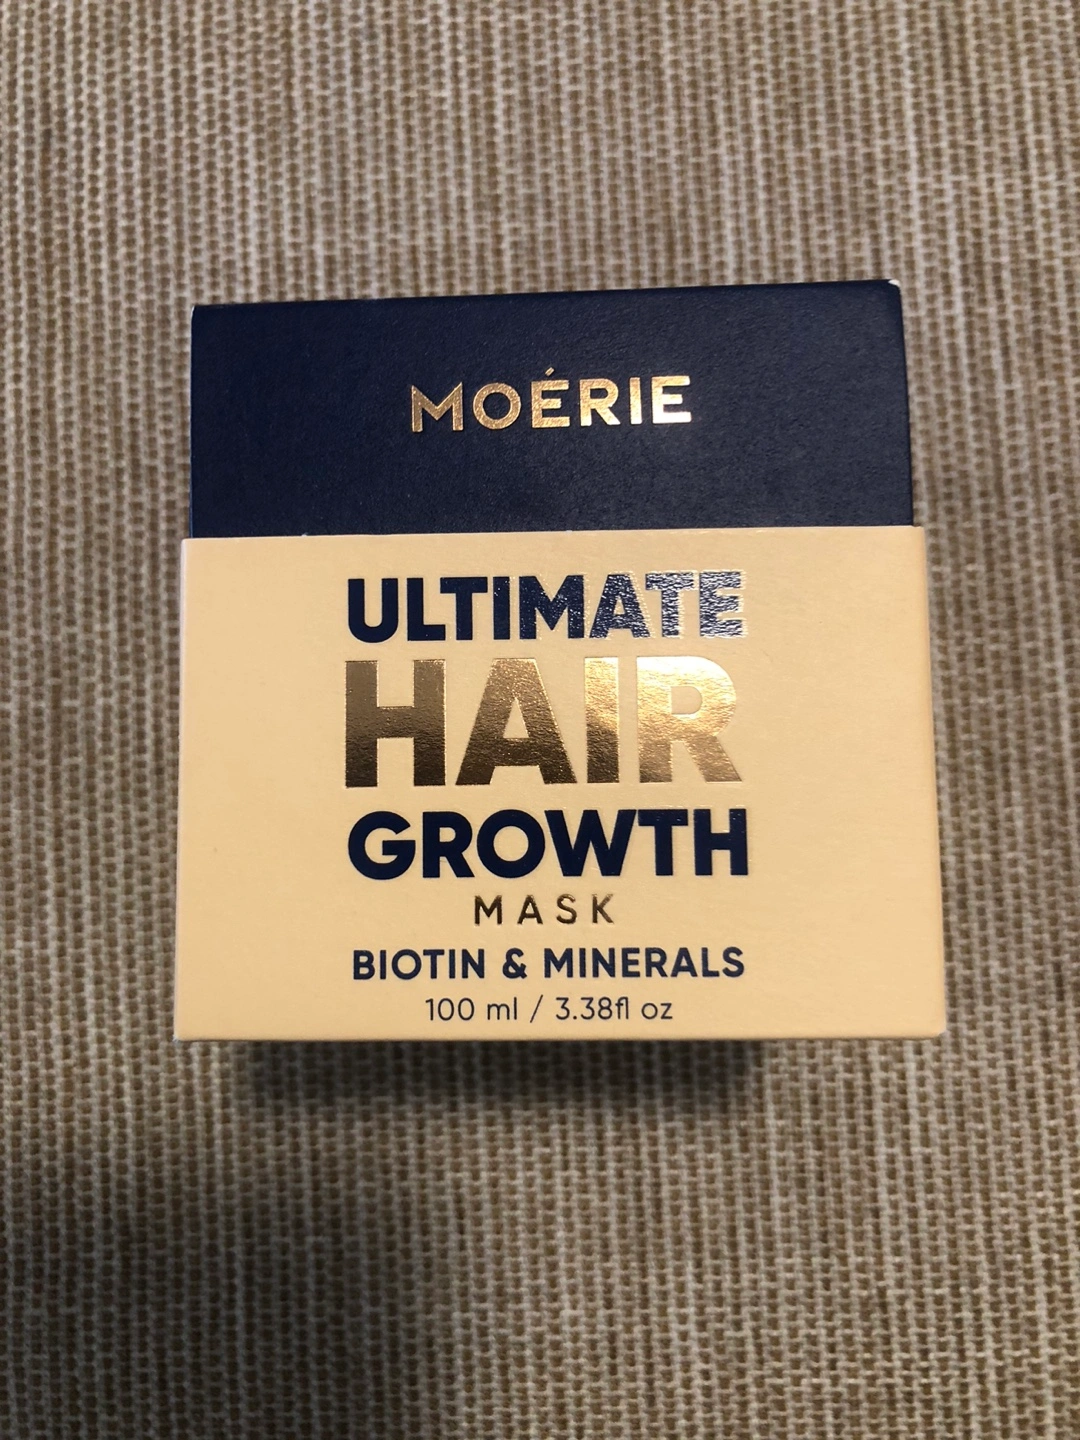 MOÉRIE
ULTIMATE
HAIR
GROWTH
MASK
BIOTIN & MINERALS
100 ml / 3.38fl oz